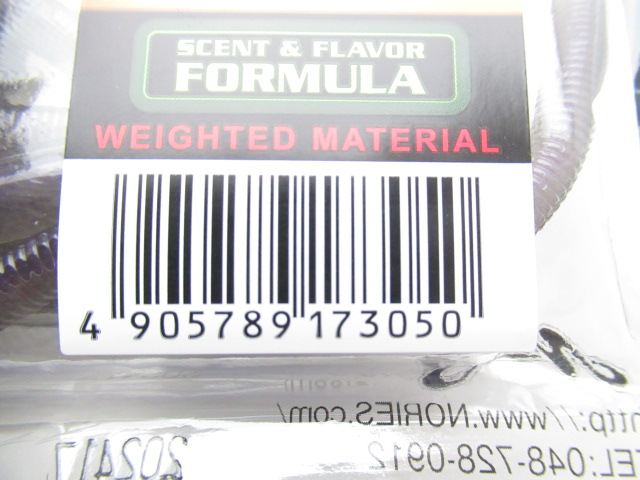 SCENT & FLAVOR
FORMULA
WEIGHTED MATERIAL
4 905789 173050
http://www.NORIES.com/
TEL:048-728-0912